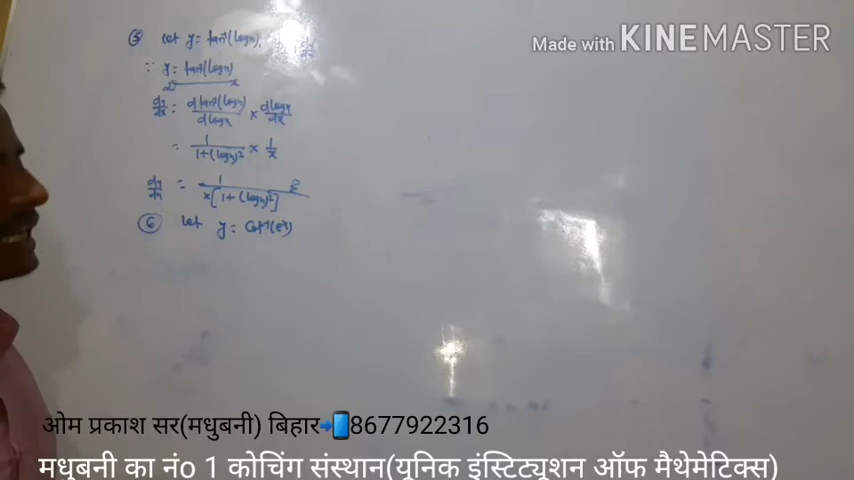 Made with KINEMASTER
⑤ Let y = tan⁻¹(logx), dy/dx
∵ y = tan⁻¹(logx)
dy/dx = d tan⁻¹(logx)/d logx × d logx/dx
= 1/1+(logx)² × 1/x
dy/dx = 1/x[1+(logx)²]
⑥ Let y = Cot⁻¹(eˣ)
ओम प्रकाश सर(मधुबनी) बिहार➡📱8677922316
मधुबनी का नंo 1 कोचिंग संस्थान(यूनिक इंस्टिट्यूशन ऑफ मैथेमेटिक्स)